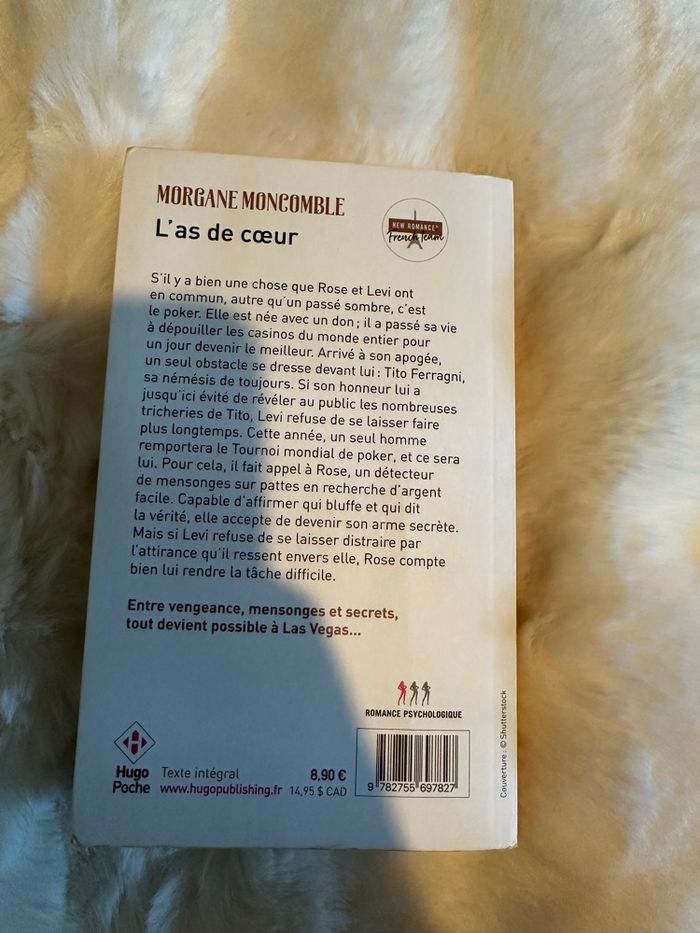 MORGANE MONCOMBLE
L'as de cœur
NEW ROMANCE®
French Team
S'il y a bien une chose que Rose et Levi ont
en commun, autre qu'un passé sombre, c'est
le poker. Elle est née avec un don ; il a passé sa vie
à dépouiller les casinos du monde entier pour
un jour devenir le meilleur. Arrivé à son apogée,
un seul obstacle se dresse devant lui : Tito Ferragni,
sa némésis de toujours. Si son honneur lui a
jusqu'ici évité de révéler au public les nombreuses
tricheries de Tito, Levi refuse de se laisser faire
plus longtemps. Cette année, un seul homme
remportera le Tournoi mondial de poker, et ce sera
lui. Pour cela, il fait appel à Rose, un détecteur
de mensonges sur pattes en recherche d'argent
facile. Capable d'affirmer qui bluffe et qui dit
la vérité, elle accepte de devenir son arme secrète.
Mais si Levi refuse de se laisser distraire par
l'attirance qu'il ressent envers elle, Rose compte
bien lui rendre la tâche difficile.
Entre vengeance, mensonges et secrets,
tout devient possible à Las Vegas...
ROMANCE PSYCHOLOGIQUE
Hugo
Poche
Texte intégral
www.hugopublishing.fr
8,90 €
14,95 $ CAD
9 782755 697827
Couverture : © Shutterstock